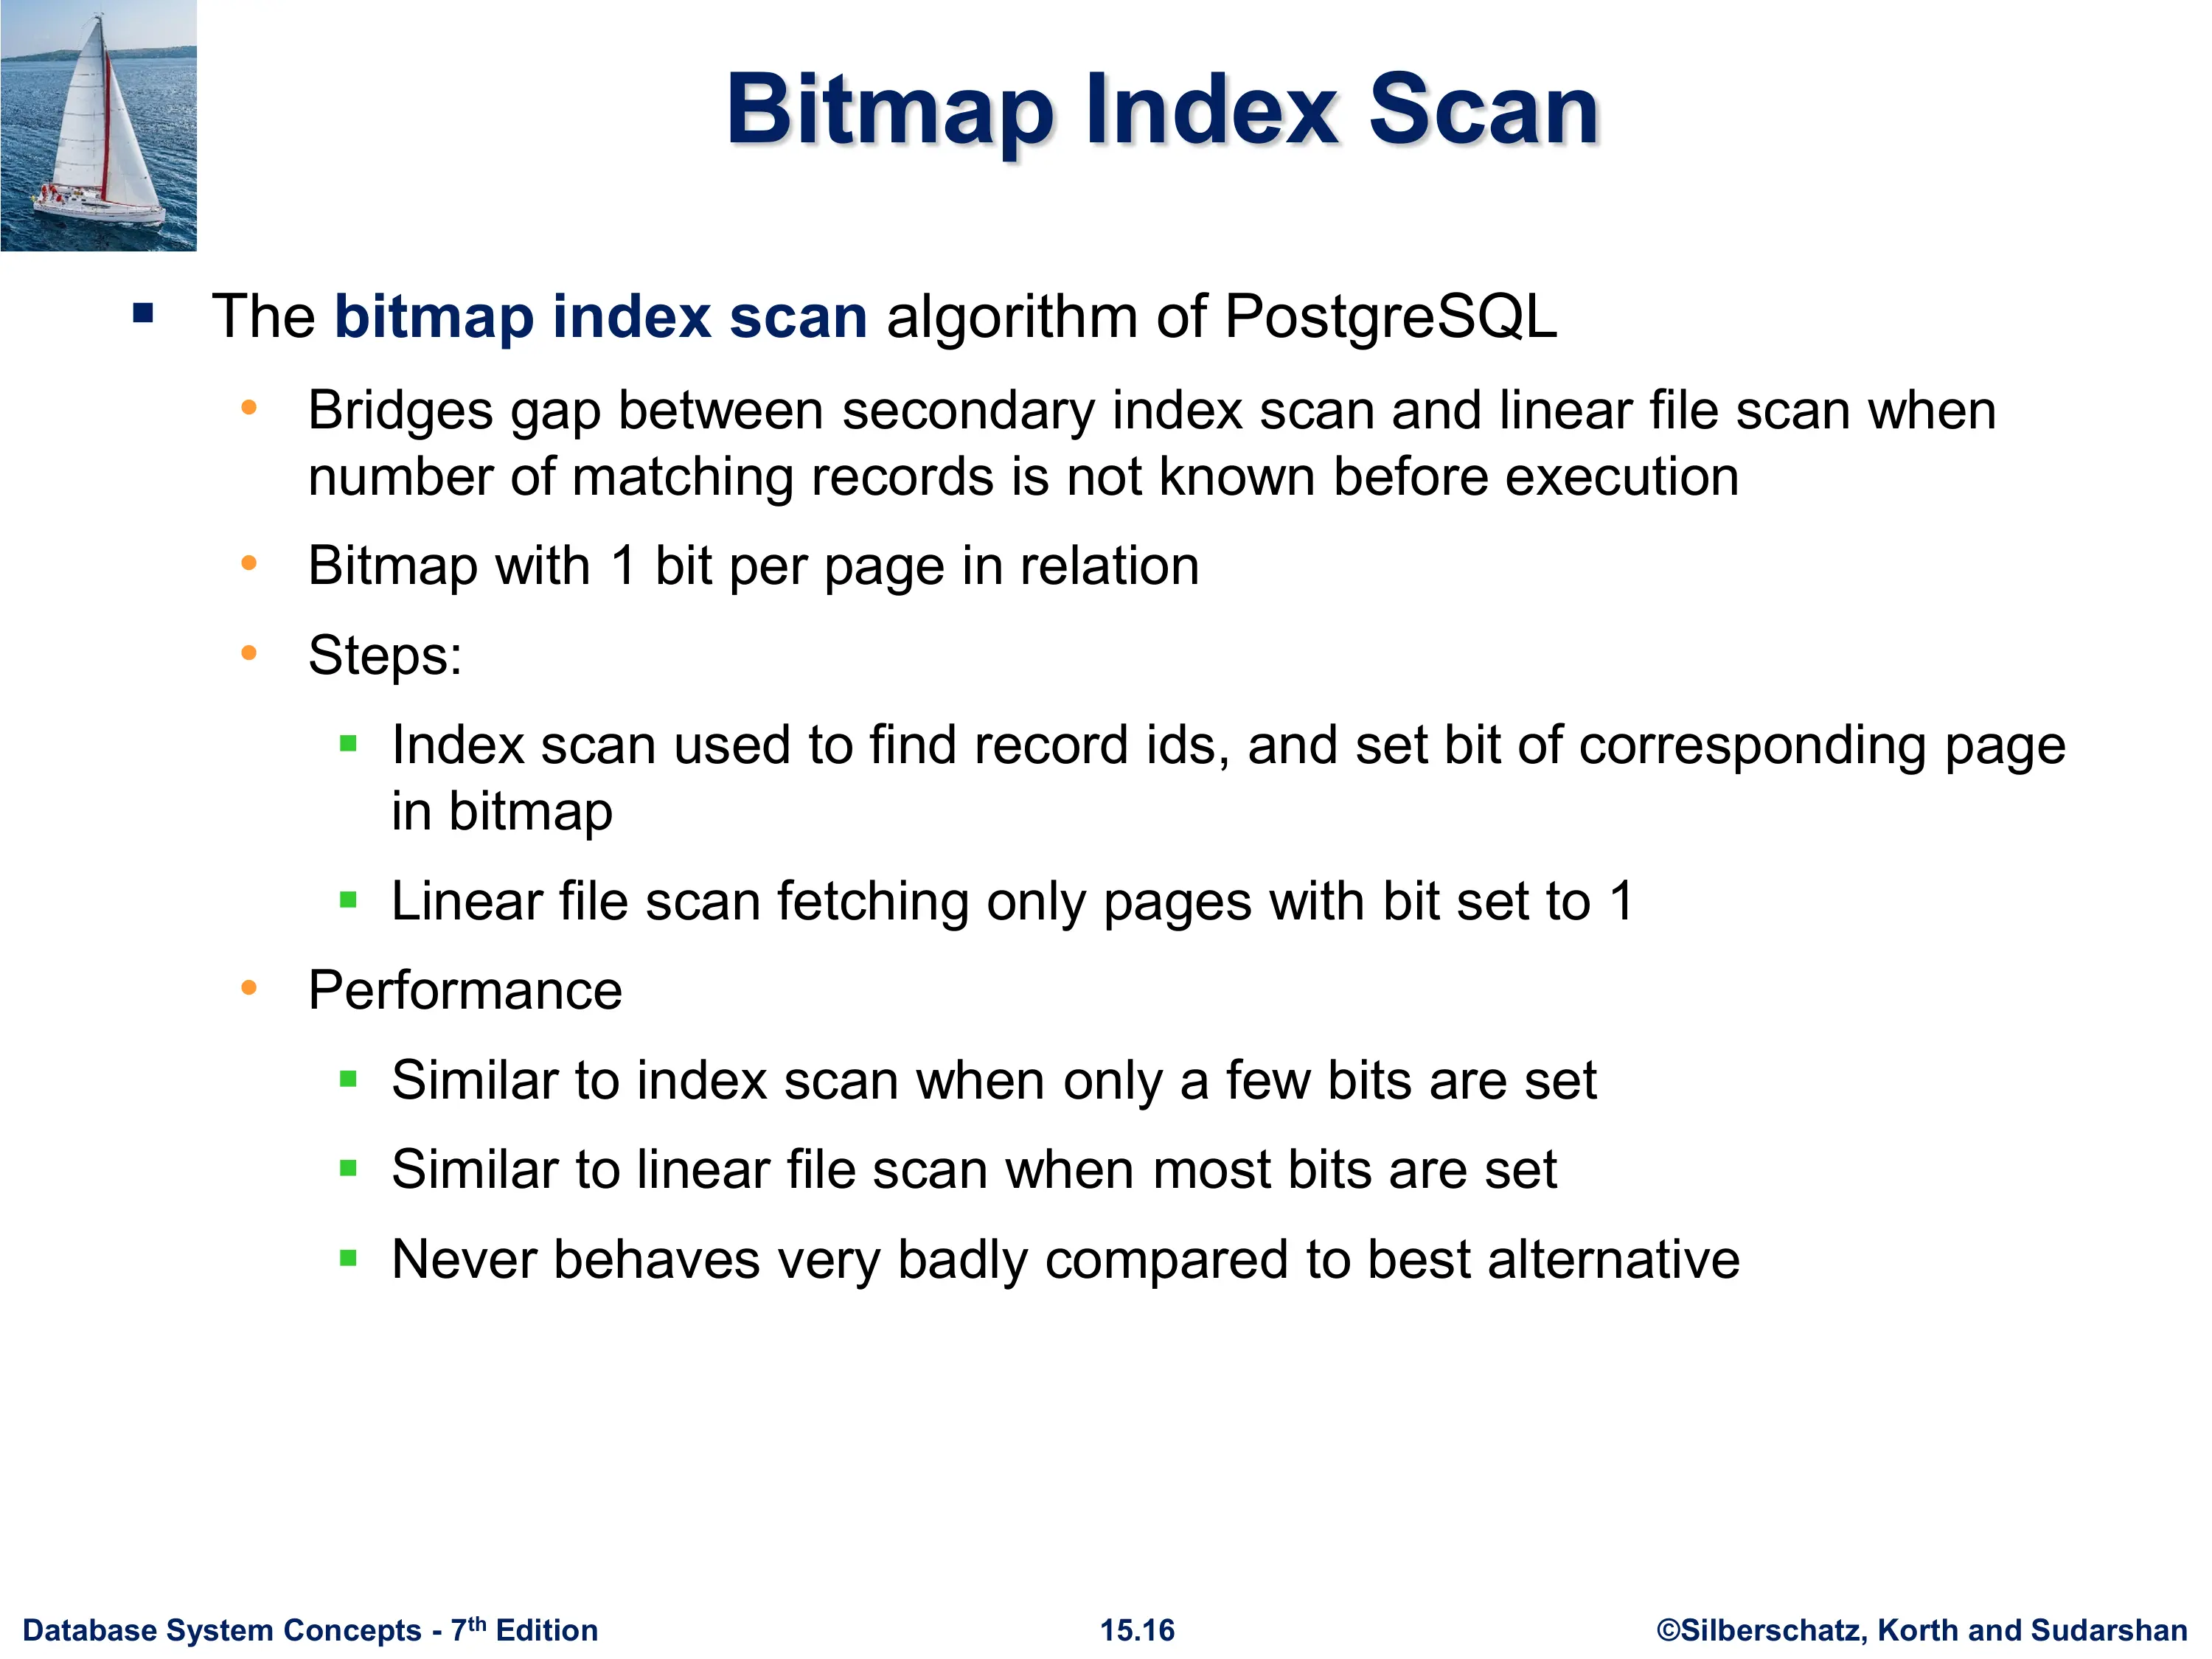 Bitmap Index Scan
The bitmap index scan algorithm of PostgreSQL
Bridges gap between secondary index scan and linear file scan when
number of matching records is not known before execution
Bitmap with 1 bit per page in relation
Steps:
Index scan used to find record ids, and set bit of corresponding page
in bitmap
Linear file scan fetching only pages with bit set to 1
Performance
Similar to index scan when only a few bits are set
Similar to linear file scan when most bits are set
Never behaves very badly compared to best alternative
Database System Concepts - 7th Edition
15.16
©Silberschatz, Korth and Sudarshan